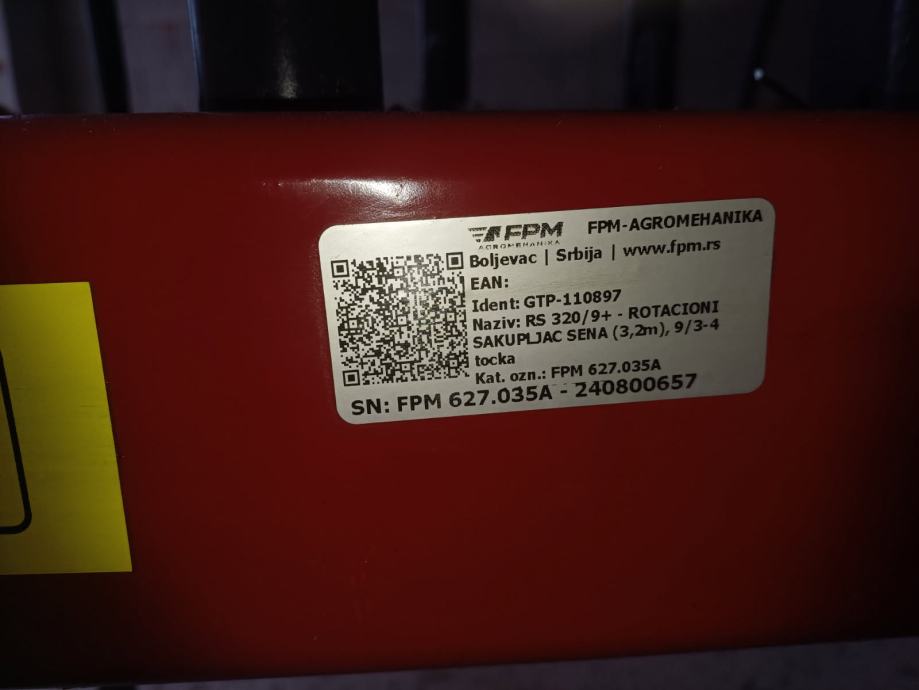 FPM
AGROMEHANIKA
FPM-AGROMEHANIKA
Boljevac | Srbija | www.fpm.rs
EAN:
Ident: GTP-110897
Naziv: RS 320/9+ - ROTACIONI
SAKUPLJAC SENA (3,2m), 9/3-4
tocka
Kat. ozn.: FPM 627.035A
SN: FPM 627.035A - 240800657